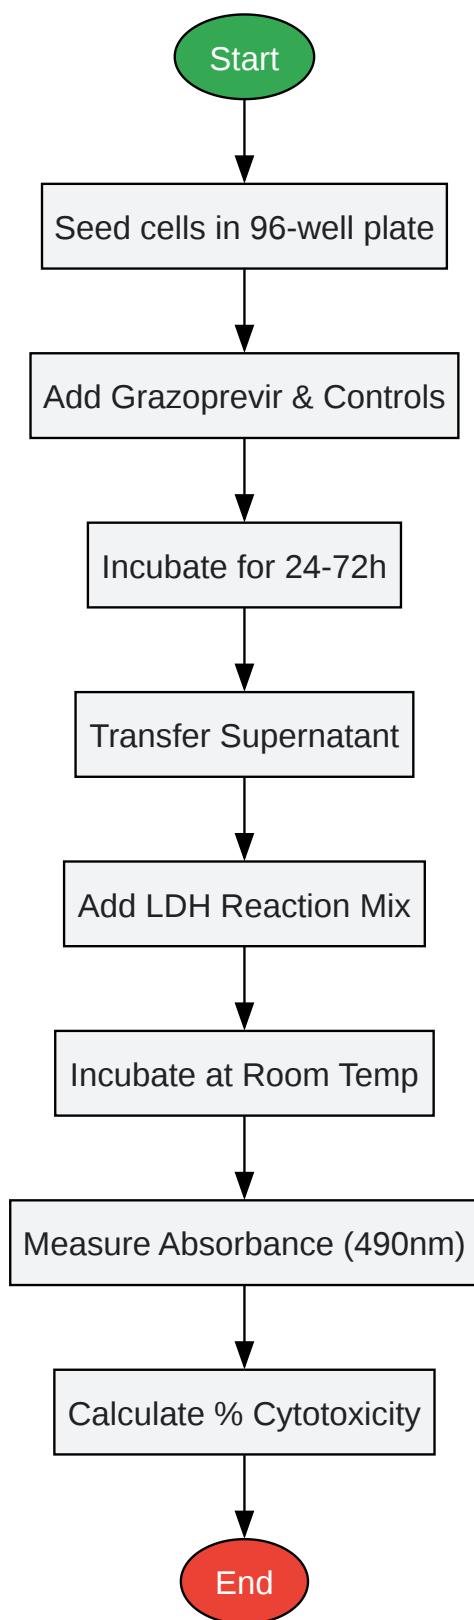 Start
Seed cells in 96-well plate
Add Grazoprevir & Controls
Incubate for 24-72h
Transfer Supernatant
Add LDH Reaction Mix
Incubate at Room Temp
Measure Absorbance (490nm)
Calculate % Cytotoxicity
End